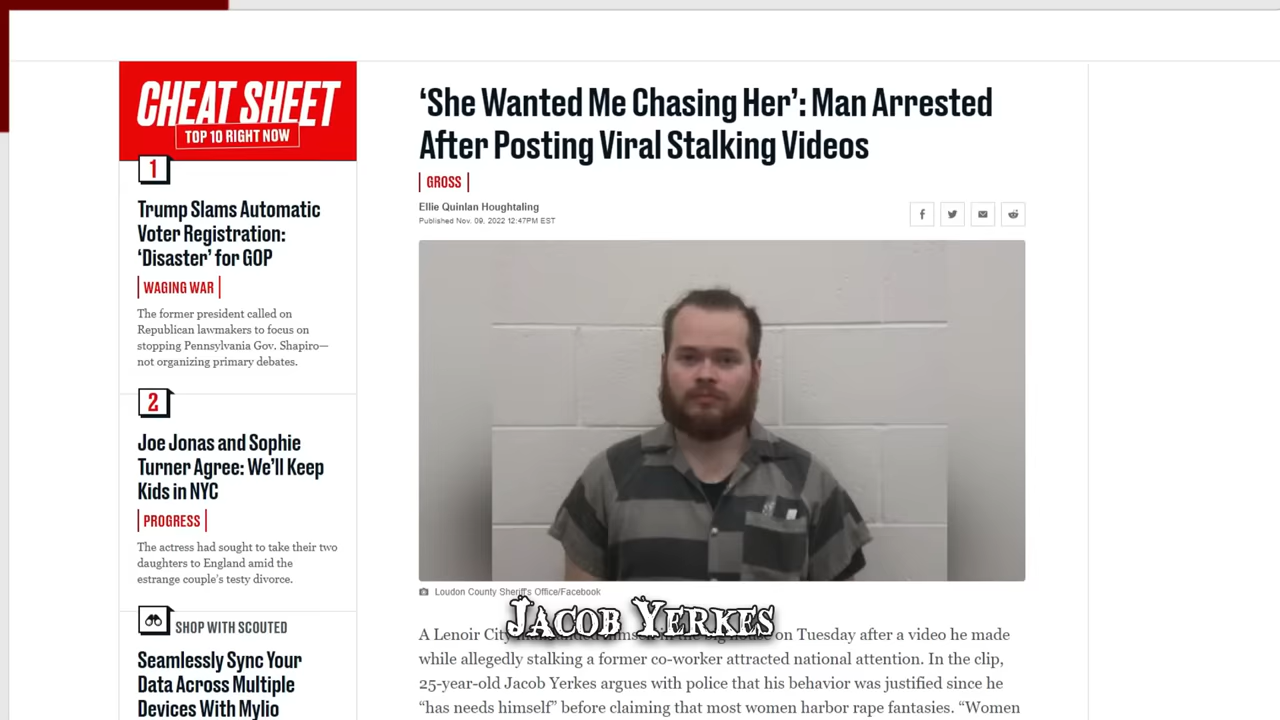 CHEAT SHEET
TOP 10 RIGHT NOW
1
Trump Slams Automatic
Voter Registration:
‘Disaster’ for GOP
WAGING WAR
The former president called on
Republican lawmakers to focus on
stopping Pennsylvania Gov. Shapiro—
not organizing primary debates.
2
Joe Jonas and Sophie
Turner Agree: We’ll Keep
Kids in NYC
PROGRESS
The actress had sought to take their two
daughters to England amid the
estrange couple’s testy divorce.
SHOP WITH SCOUTED
Seamlessly Sync Your
Data Across Multiple
Devices With Mylio
‘She Wanted Me Chasing Her’: Man Arrested
After Posting Viral Stalking Videos
GROSS
Ellie Quinlan Houghtaling
Published Nov. 09, 2022 12:47PM EST
Loudon County Sheriff’s Office/Facebook
JACOB YERKES
A Lenoir City on Tuesday after a video he made
while allegedly stalking a former co-worker attracted national attention. In the clip,
25-year-old Jacob Yerkes argues with police that his behavior was justified since he
“has needs himself” before claiming that most women harbor rape fantasies. “Women